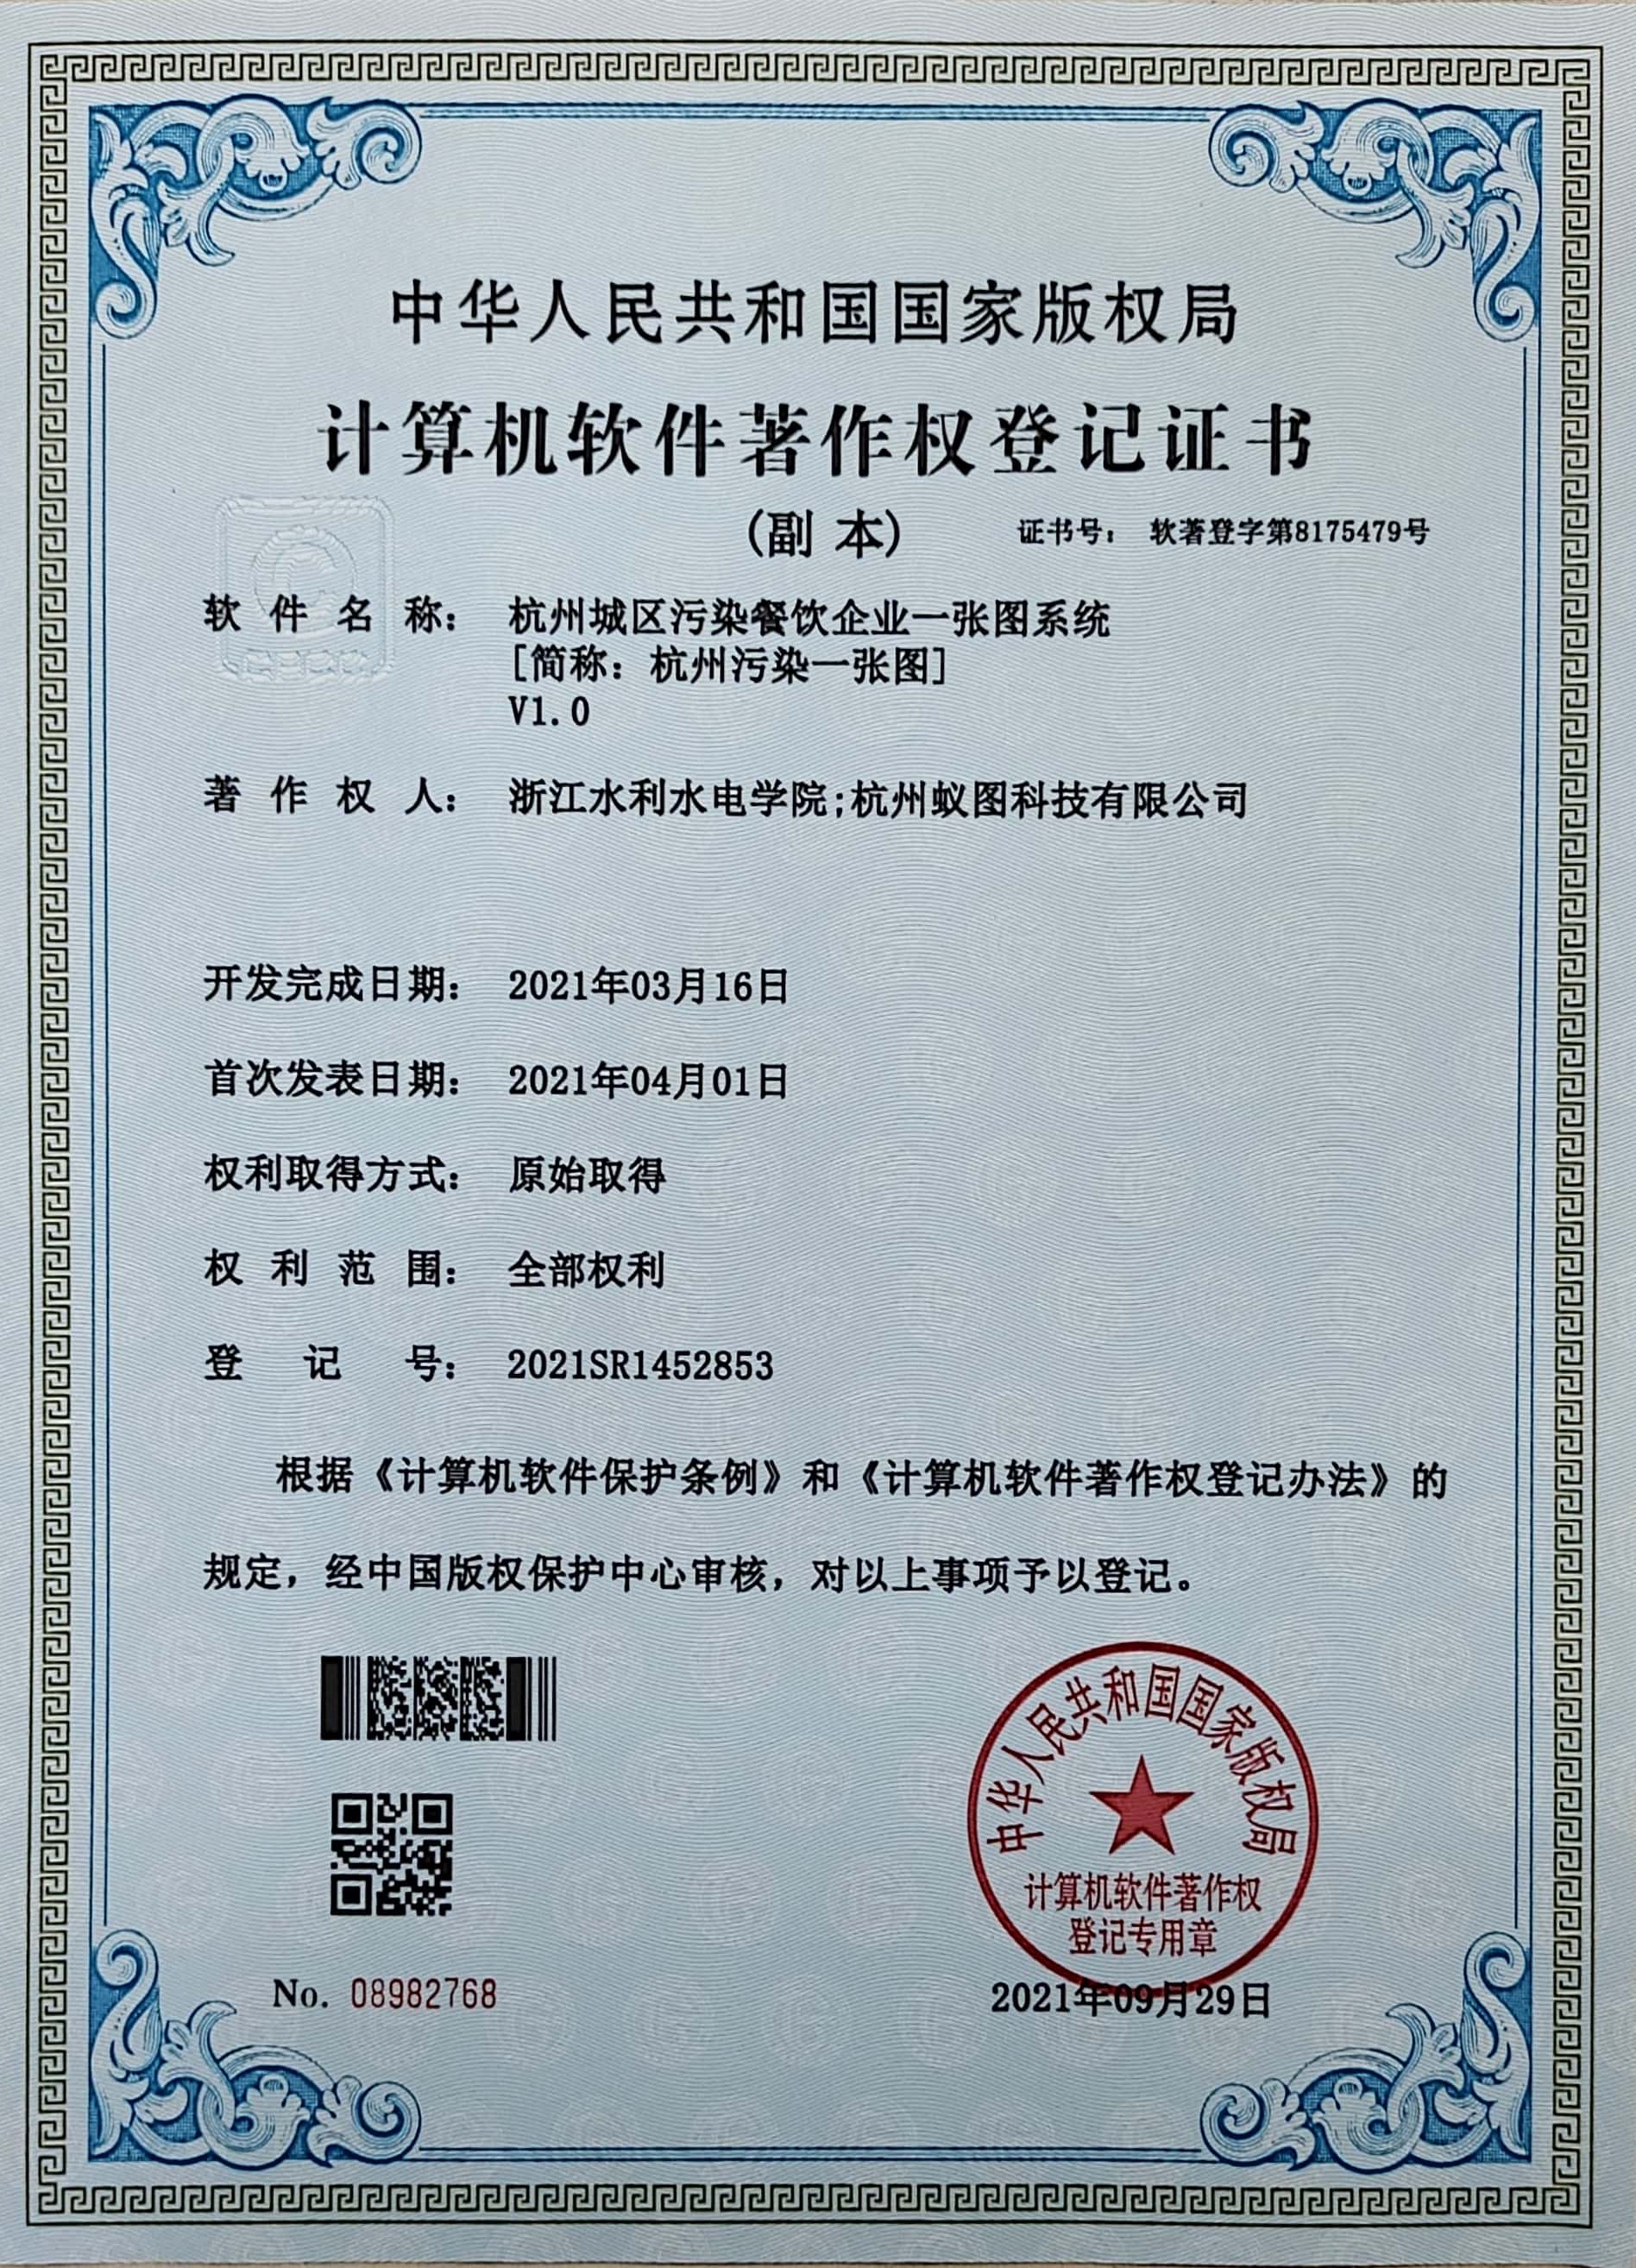 中华人民共和国国家版权局
计算机软件著作权登记证书
(副 本)
证书号： 软著登字第8175479号
软件名称： 杭州城区污染餐饮企业一张图系统
[简称：杭州污染一张图]
V1.0
著作权人： 浙江水利水电学院;杭州蚁图科技有限公司
开发完成日期： 2021年03月16日
首次发表日期： 2021年04月01日
权利取得方式： 原始取得
权利范围： 全部权利
登记号： 2021SR1452853
根据《计算机软件保护条例》和《计算机软件著作权登记办法》的
规定，经中国版权保护中心审核，对以上事项予以登记。
中华人民共和国国家版权局
计算机软件著作权
登记专用章
No. 08982768
2021年09月29日